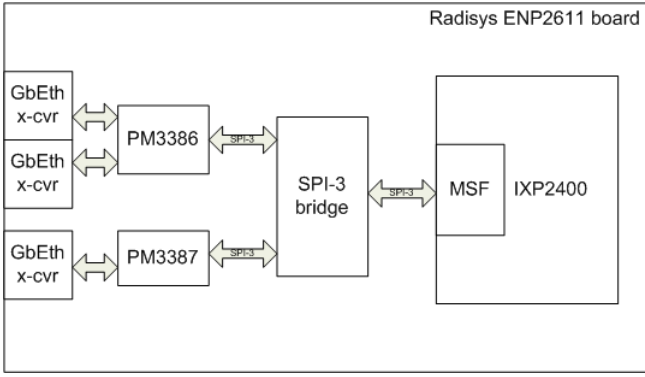 Radisys ENP2611 board
GbEth
x-cvr
GbEth
x-cvr
PM3386
SPI-3
SPI-3
bridge
SPI-3
MSF
IXP2400
GbEth
x-cvr
PM3387
SPI-3